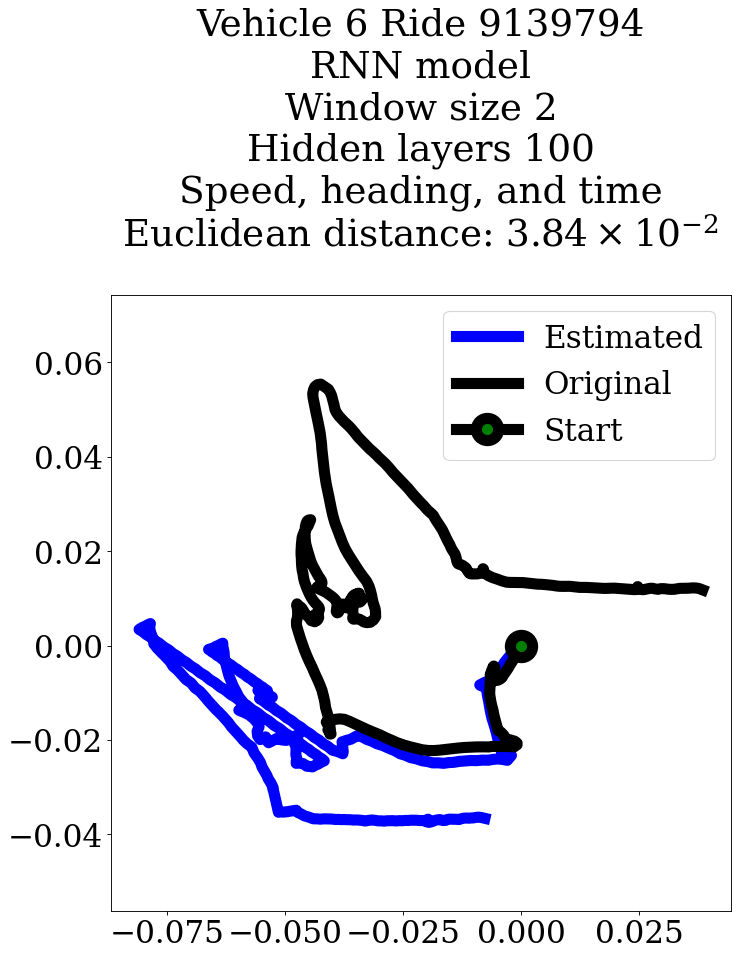 Vehicle 6 Ride 9139794
RNN model
Window size 2
Hidden layers 100
Speed, heading, and time
Euclidean distance: 3.84 × 10⁻²
Estimated
Original
Start
0.06
0.04
0.02
0.00
−0.02
−0.04
−0.075 −0.050 −0.025 0.000 0.025